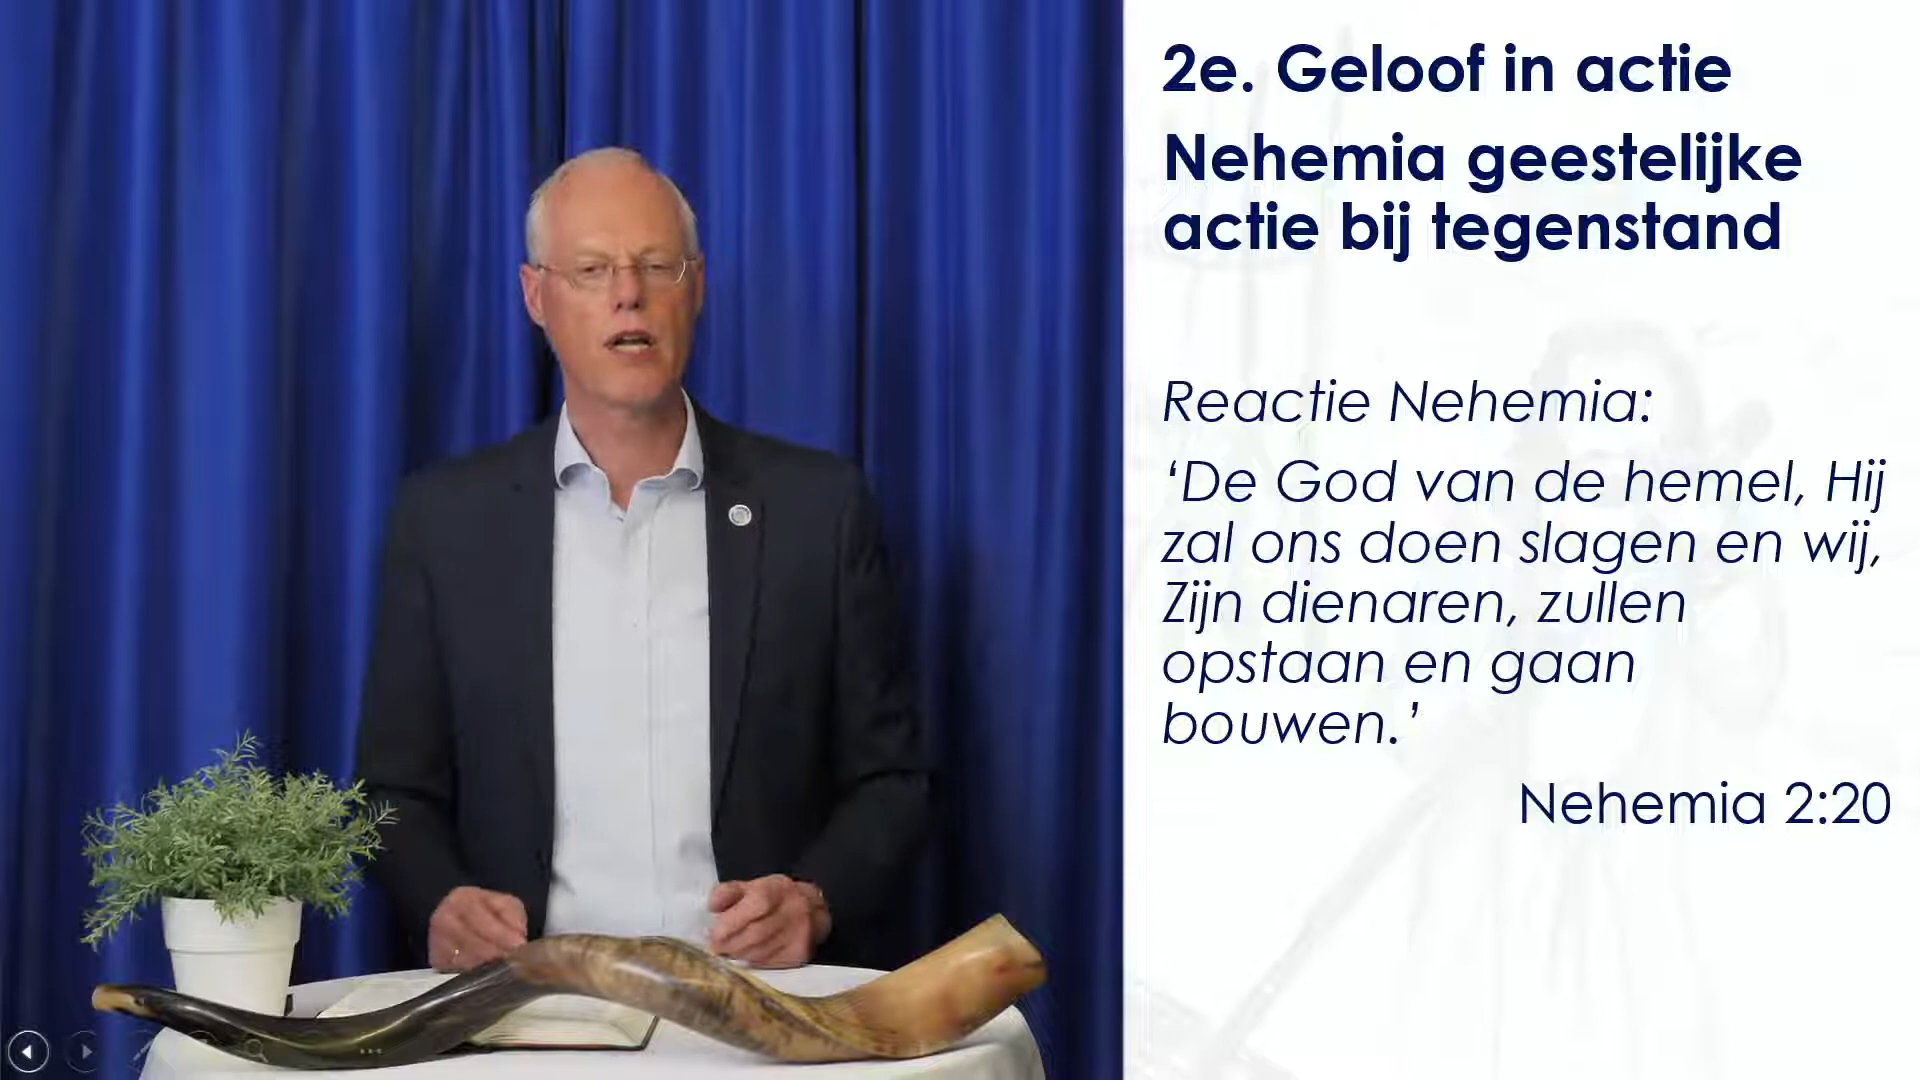 2e. Geloof in actie
Nehemia geestelijke
actie bij tegenstand
Reactie Nehemia:
‘De God van de hemel, Hij
zal ons doen slagen en wij,
Zijn dienaren, zullen
opstaan en gaan
bouwen.’
Nehemia 2:20